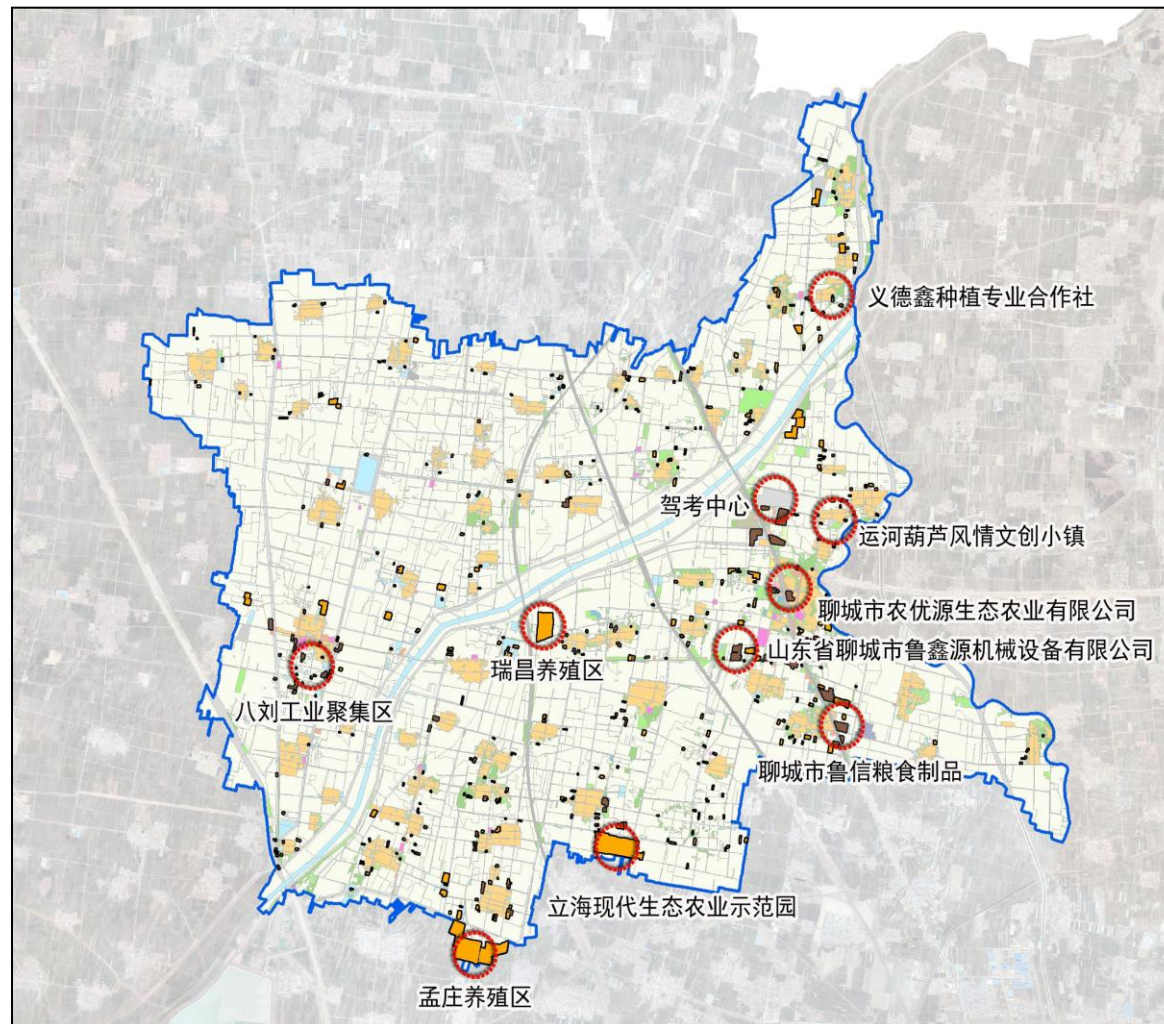 义德鑫种植专业合作社
驾考中心
运河葫芦风情文创小镇
聊城市农优源生态农业有限公司
山东省聊城市鲁鑫源机械设备有限公司
瑞昌养殖区
八刘工业聚集区
聊城市鲁信粮食制品
立海现代生态农业示范园
孟庄养殖区